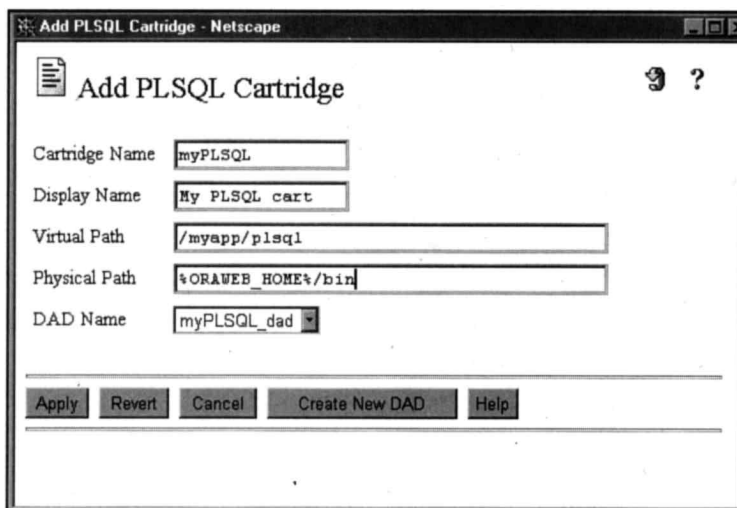 Add PLSQL Cartridge - Netscape
Add PLSQL Cartridge ?
Cartridge Name myPLSQL
Display Name My PLSQL cart
Virtual Path /myapp/plsql
Physical Path %ORAWEB_HOME%/bin
DAD Name myPLSQL_dad
Apply Revert Cancel Create New DAD Help